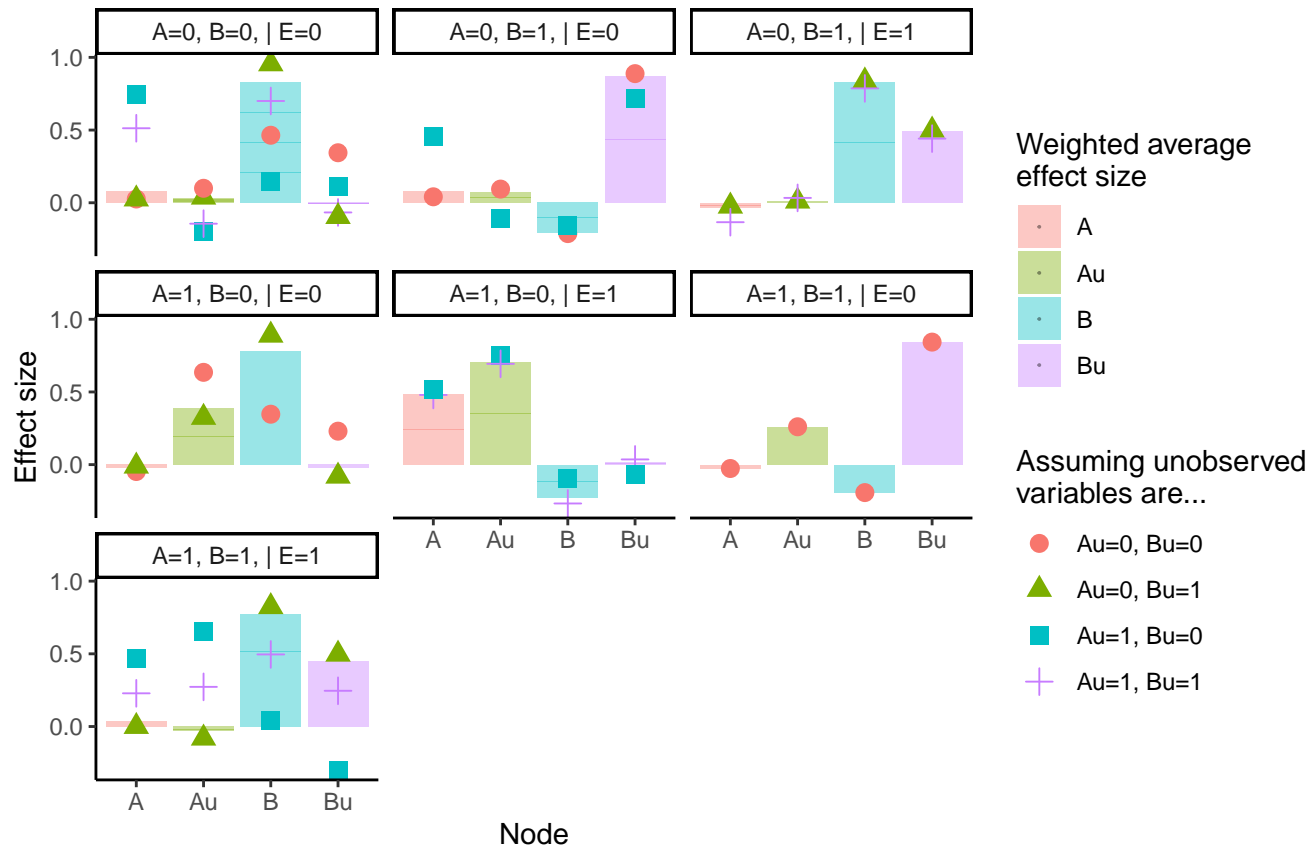 A=0, B=0, | E=0
A=0, B=1, | E=0
A=0, B=1, | E=1
1.0
0.5
0.0
A=1, B=0, | E=0
A=1, B=0, | E=1
A=1, B=1, | E=0
1.0
0.5
0.0
A Au B Bu
A Au B Bu
A=1, B=1, | E=1
1.0
0.5
0.0
A Au B Bu
Node
Effect size
Weighted average
effect size
A
Au
B
Bu
Assuming unobserved
variables are...
Au=0, Bu=0
Au=0, Bu=1
Au=1, Bu=0
Au=1, Bu=1